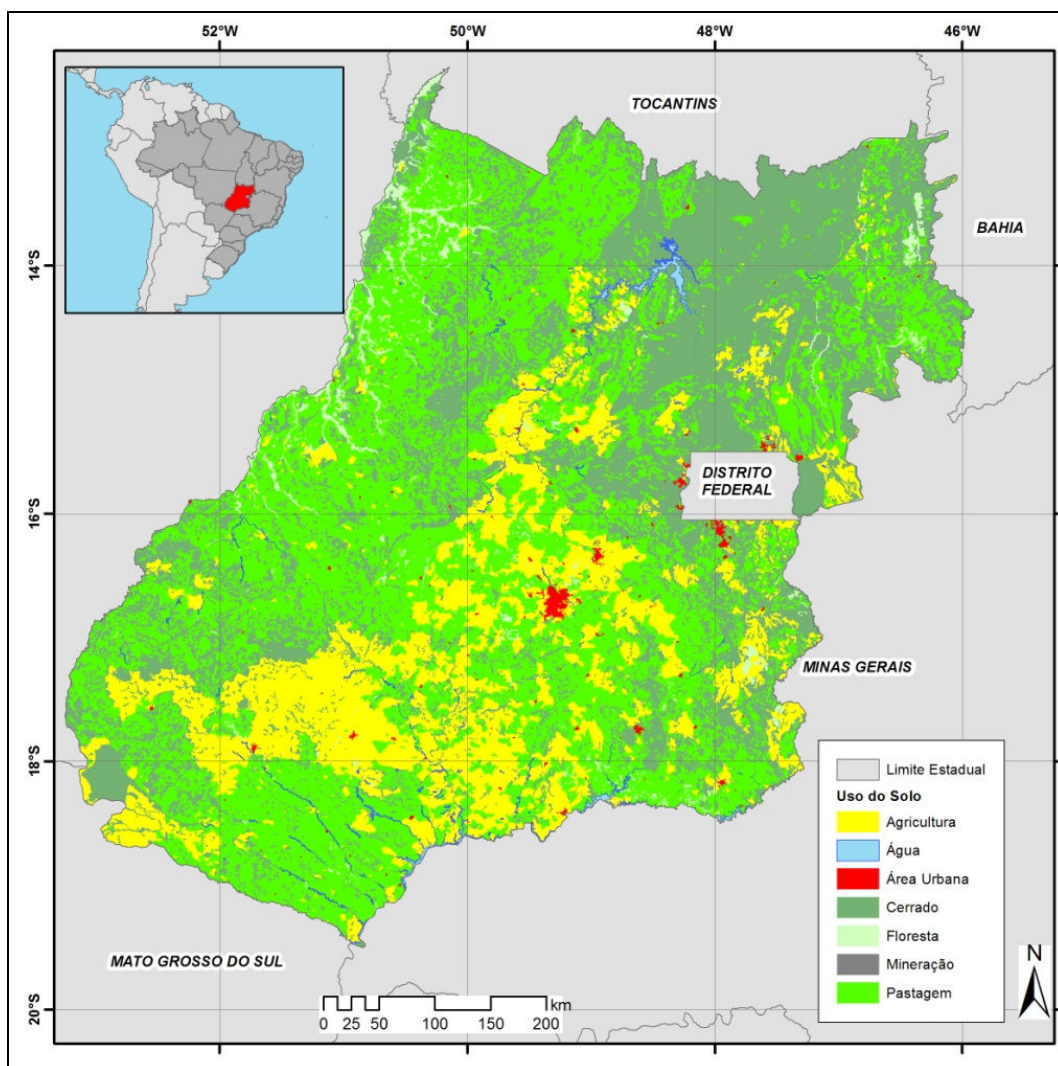 52°W
50°W
48°W
46°W
TOCANTINS
BAHIA
14°S
DISTRITO
FEDERAL
16°S
MINAS GERAIS
18°S
MATO GROSSO DO SUL
20°S
km
0 25 50 100 150 200
Limite Estadual
Uso do Solo
Agricultura
Água
Área Urbana
Cerrado
Floresta
Mineração
Pastagem
N